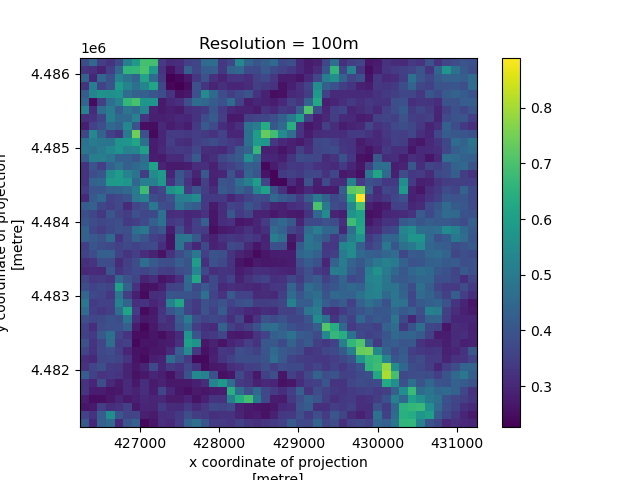 Resolution = 100m
1e6
4.486
4.485
4.484
4.483
4.482
y coordinate of projection
[metre]
427000 428000 429000 430000 431000
x coordinate of projection
[metre]
0.8
0.7
0.6
0.5
0.4
0.3